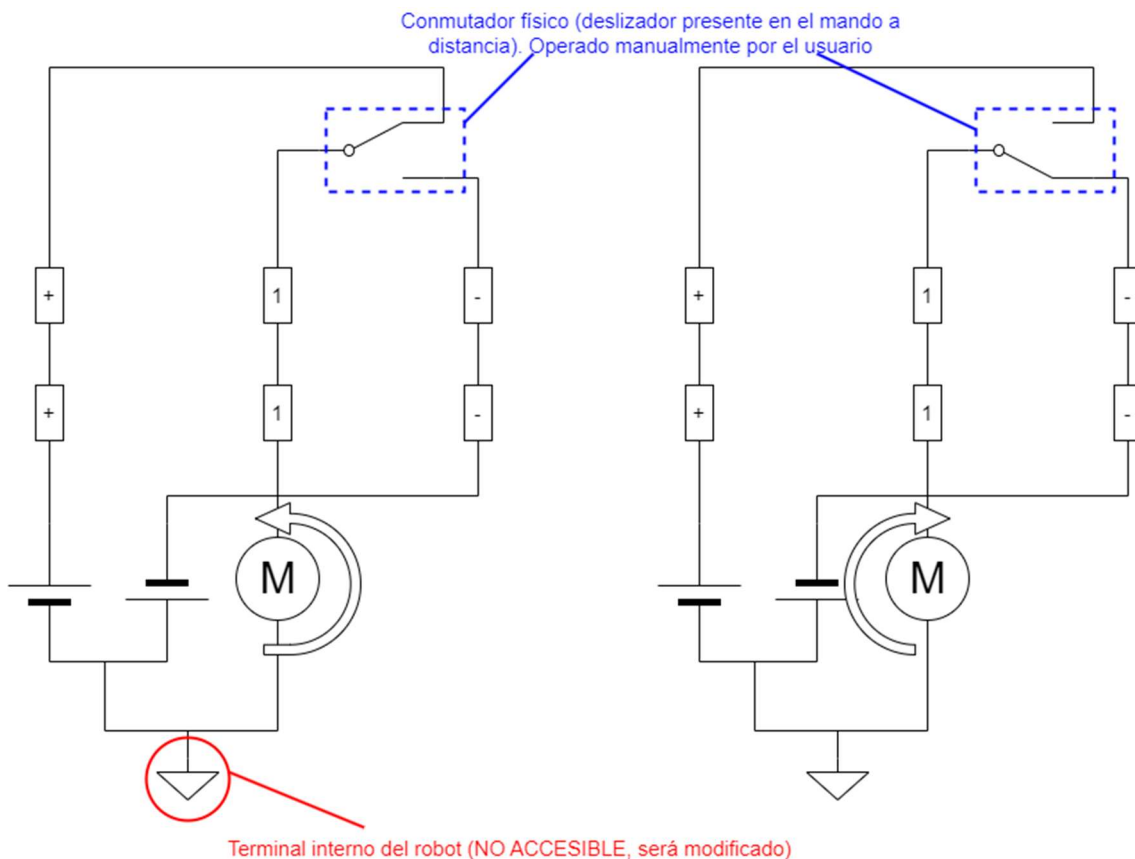 Conmutador físico (deslizador presente en el mando a
distancia). Operado manualmente por el usuario
+ 1 - + 1 -
+ 1 - + 1 -
M M
Terminal interno del robot (NO ACCESIBLE, será modificado)